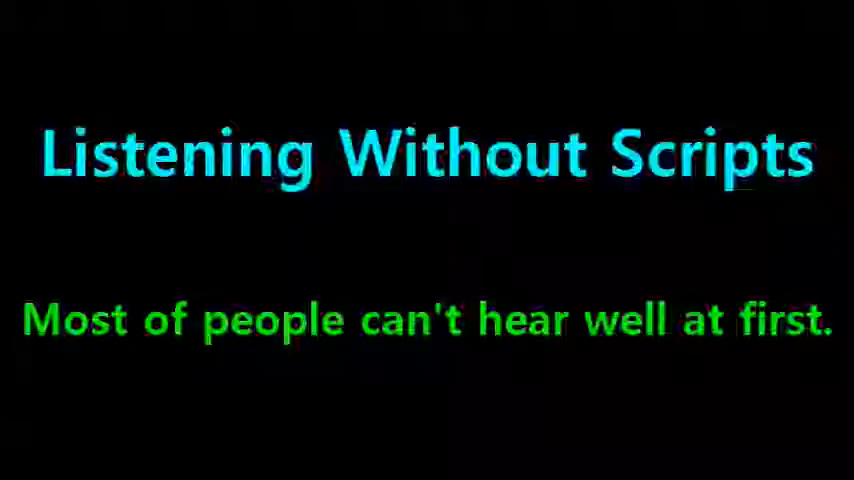 Listening Without Scripts
Most of people can't hear well at first.